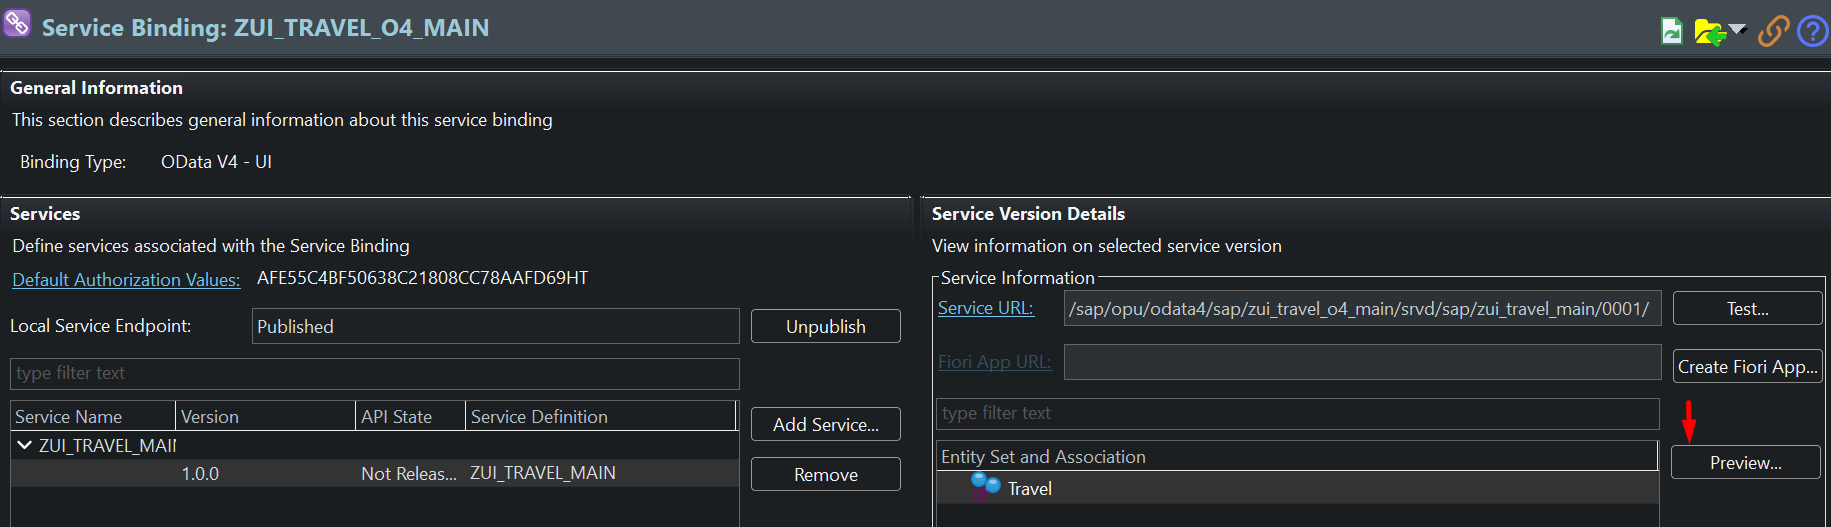 Service Binding: ZUI_TRAVEL_O4_MAIN
General Information
This section describes general information about this service binding
Binding Type: OData V4 - UI
Services
Define services associated with the Service Binding
Default Authorization Values: AFE55C4BF50638C21808CC78AAFD69HT
Local Service Endpoint: Published Unpublish
type filter text
Service Name Version API State Service Definition
Add Service...
ZUI_TRAVEL_MAIN
1.0.0 Not Releas... ZUI_TRAVEL_MAIN
Remove
Service Version Details
View information on selected service version
Service Information
Service URL: /sap/opu/odata4/sap/zui_travel_o4_main/srvd/sap/zui_travel_main/0001/ Test...
Fiori App URL: Create Fiori App...
type filter text
Entity Set and Association Preview...
Travel